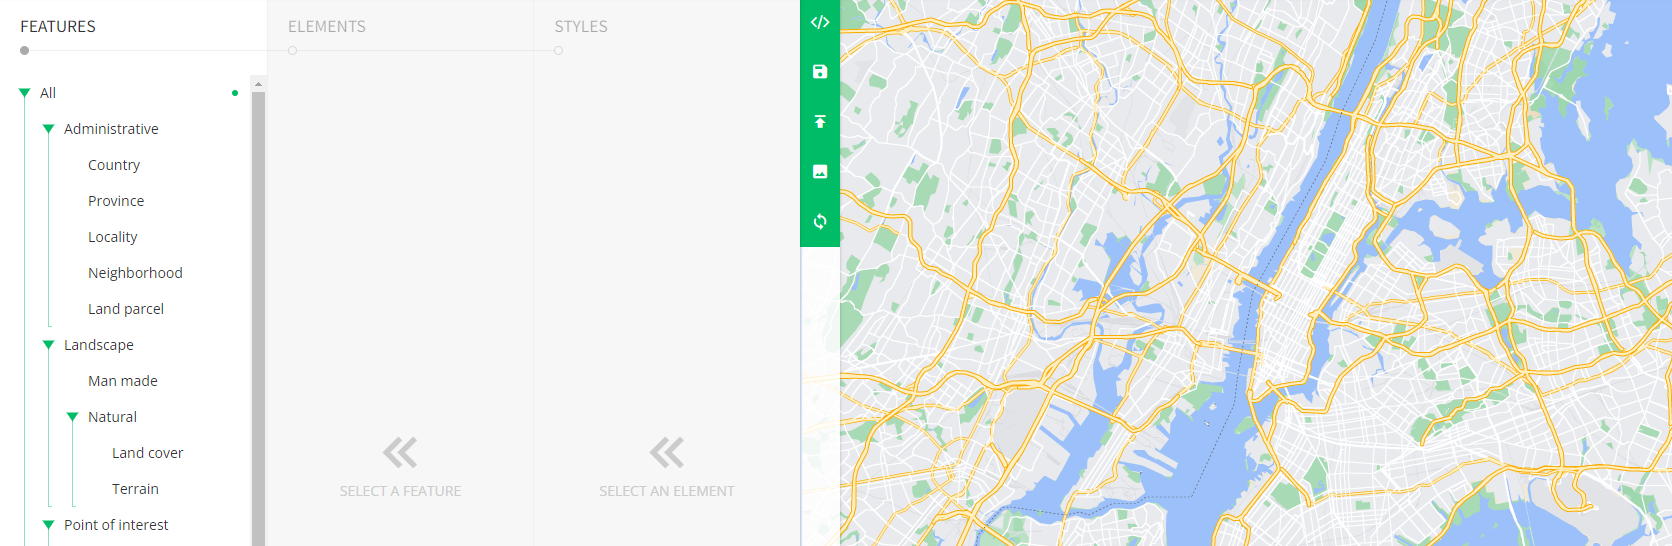 FEATURES
ELEMENTS
STYLES
All
Administrative
Country
Province
Locality
Neighborhood
Land parcel
Landscape
Man made
Natural
Land cover
Terrain
Point of interest
SELECT A FEATURE
SELECT AN ELEMENT